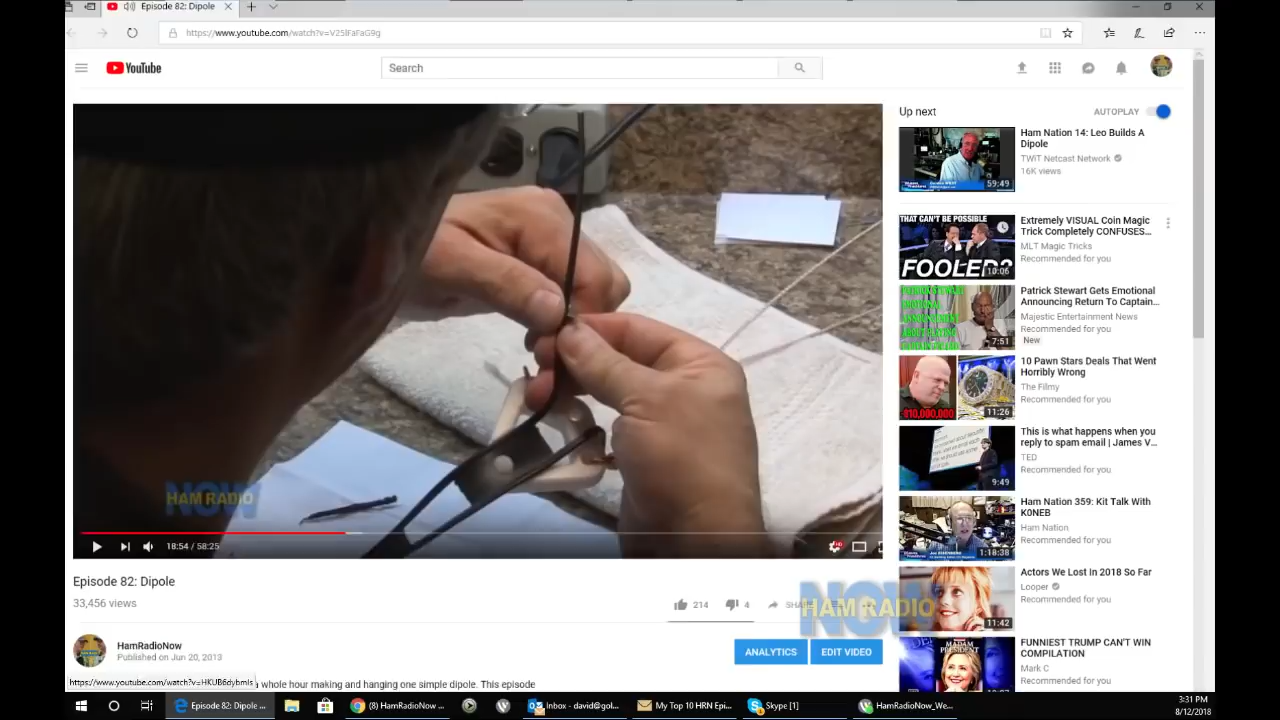 Episode 82: Dipole
https://www.youtube.com/watch?v=V25lFaFaG9g
YouTube
Search
HAM RADIO
NOW
18:54 / 58:25
Episode 82: Dipole
33,456 views
214
4
SHARE
HAM RADIO
NOW
HamRadioNow
Published on Jun 20, 2013
ANALYTICS
EDIT VIDEO
https://www.youtube.com/watch?v=HKUB6dybmls
a whole hour making and hanging one simple dipole. This episode
Up next
AUTOPLAY
59:49
Ham Nation 14: Leo Builds A
Dipole
TWiT Netcast Network
16K views
THAT CAN'T BE POSSIBLE
FOOLED?
10:06
Extremely VISUAL Coin Magic
Trick Completely CONFUSES...
MLT Magic Tricks
Recommended for you
PATRICK STEWART GETS
EMOTIONAL
7:51
Patrick Stewart Gets Emotional
Announcing Return To Captain...
Majestic Entertainment News
Recommended for you
New
$10,000,000
11:26
10 Pawn Stars Deals That Went
Horribly Wrong
The Filmy
Recommended for you
9:49
This is what happens when you
reply to spam email | James V...
TED
Recommended for you
1:18:38
Ham Nation 359: Kit Talk With
K0NEB
Ham Nation
Recommended for you
11:42
Actors We Lost In 2018 So Far
Looper
Recommended for you
MADAM
PRESIDENT
FUNNIEST TRUMP CAN'T WIN
COMPILATION
Mark C
Recommended for you
Episode 82: Dipole ...
(8) HamRadioNow ...
Inbox - david@gol...
My Top 10 HRN Epi...
Skype [1]
HamRadioNow_We...
3:31 PM
8/12/2018